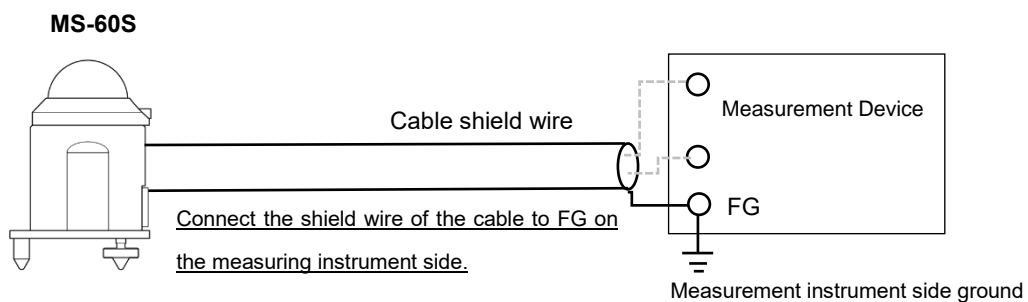 MS-60S
Cable shield wire
Measurement Device
Connect the shield wire of the cable to FG on
the measuring instrument side.
FG
Measurement instrument side ground